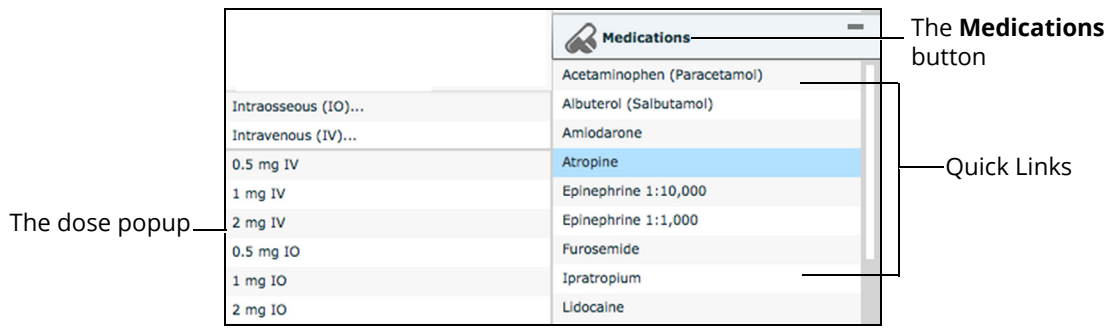 Medications
The Medications
button
Acetaminophen (Paracetamol)
Intraosseous (IO)...
Albuterol (Salbutamol)
Intravenous (IV)...
Amiodarone
0.5 mg IV
Atropine
Quick Links
1 mg IV
Epinephrine 1:10,000
The dose popup
2 mg IV
Epinephrine 1:1,000
0.5 mg IO
Furosemide
1 mg IO
Ipratropium
2 mg IO
Lidocaine